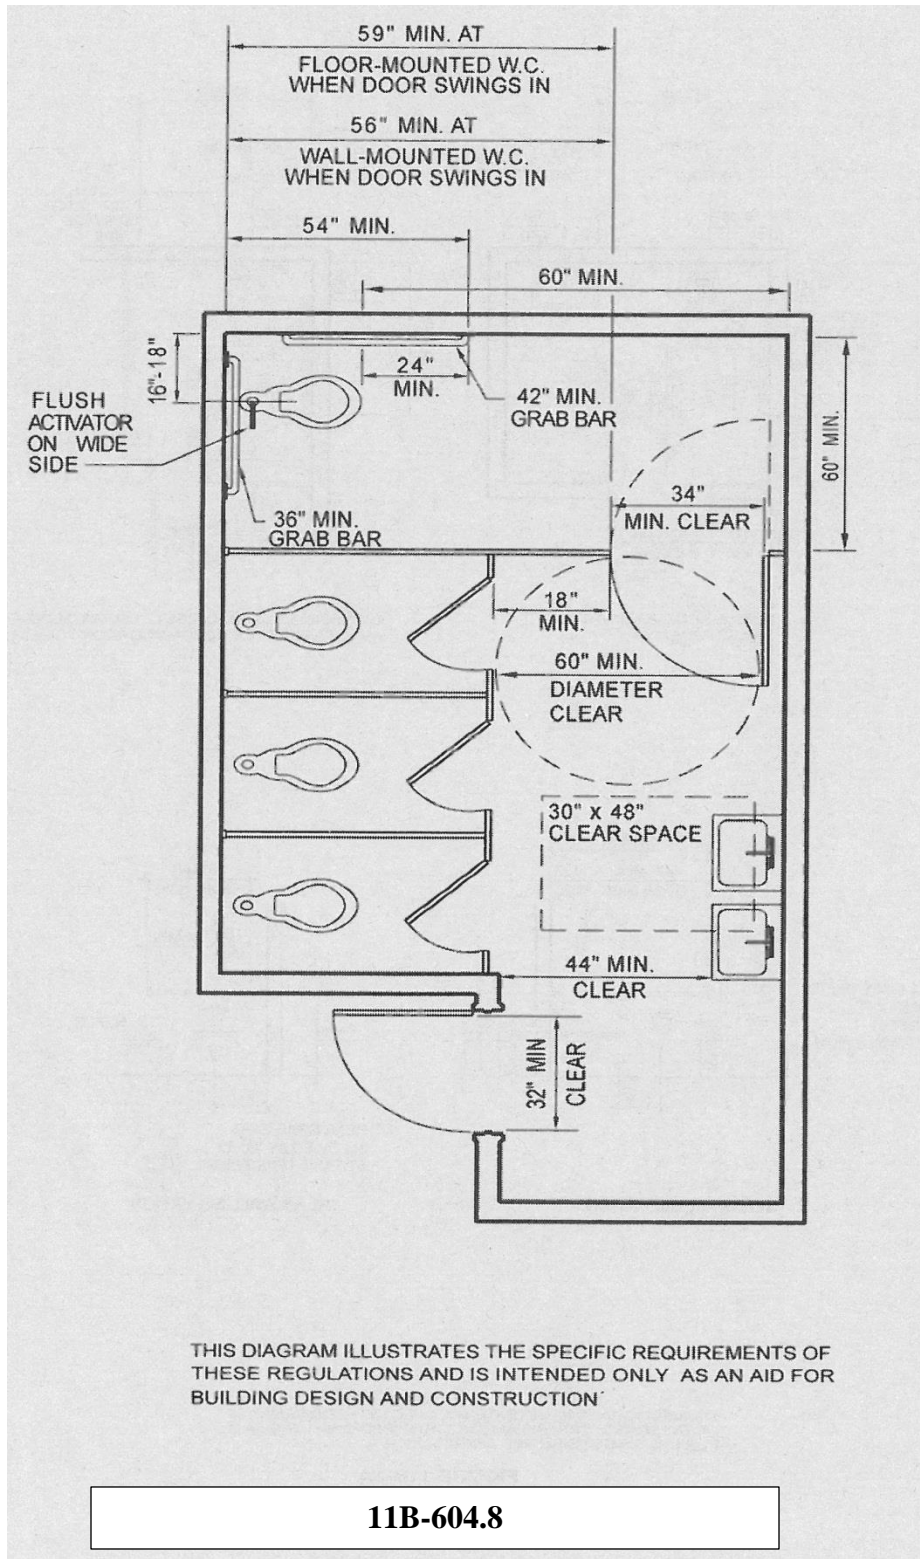 59" MIN. AT
FLOOR-MOUNTED W.C.
WHEN DOOR SWINGS IN
56" MIN. AT
WALL-MOUNTED W.C.
WHEN DOOR SWINGS IN
54" MIN.
60" MIN.
16"-18"
24"
MIN.
42" MIN.
GRAB BAR
FLUSH
ACTIVATOR
ON WIDE
SIDE
60" MIN.
34"
MIN. CLEAR
36" MIN.
GRAB BAR
18"
MIN.
60" MIN.
DIAMETER
CLEAR
30" x 48"
CLEAR SPACE
44" MIN.
CLEAR
32" MIN
CLEAR
THIS DIAGRAM ILLUSTRATES THE SPECIFIC REQUIREMENTS OF
THESE REGULATIONS AND IS INTENDED ONLY AS AN AID FOR
BUILDING DESIGN AND CONSTRUCTION
11B-604.8